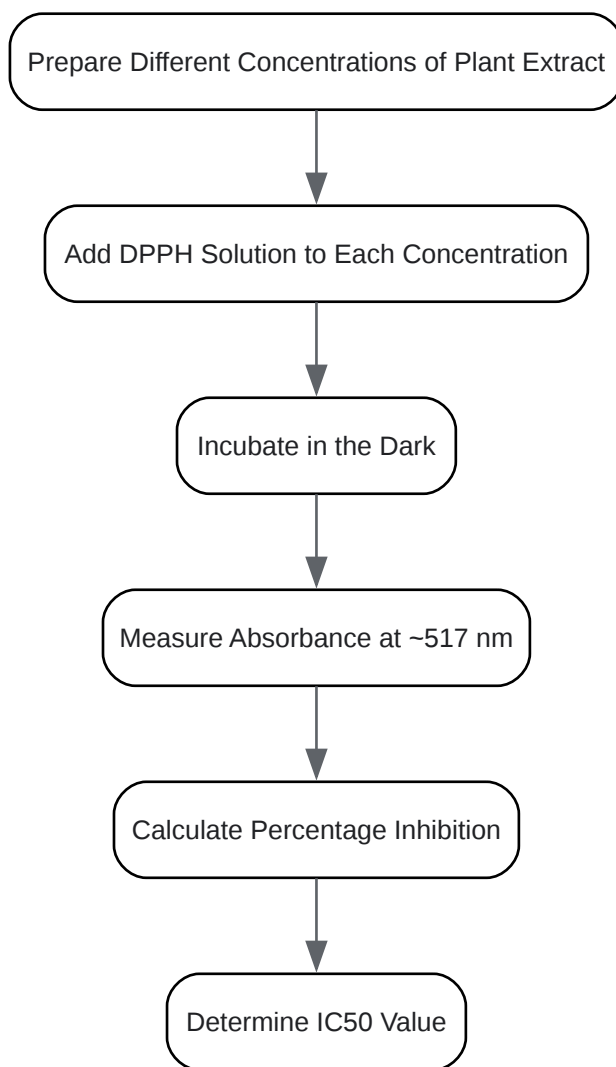 Prepare Different Concentrations of Plant Extract
Add DPPH Solution to Each Concentration
Incubate in the Dark
Measure Absorbance at ~517 nm
Calculate Percentage Inhibition
Determine IC50 Value